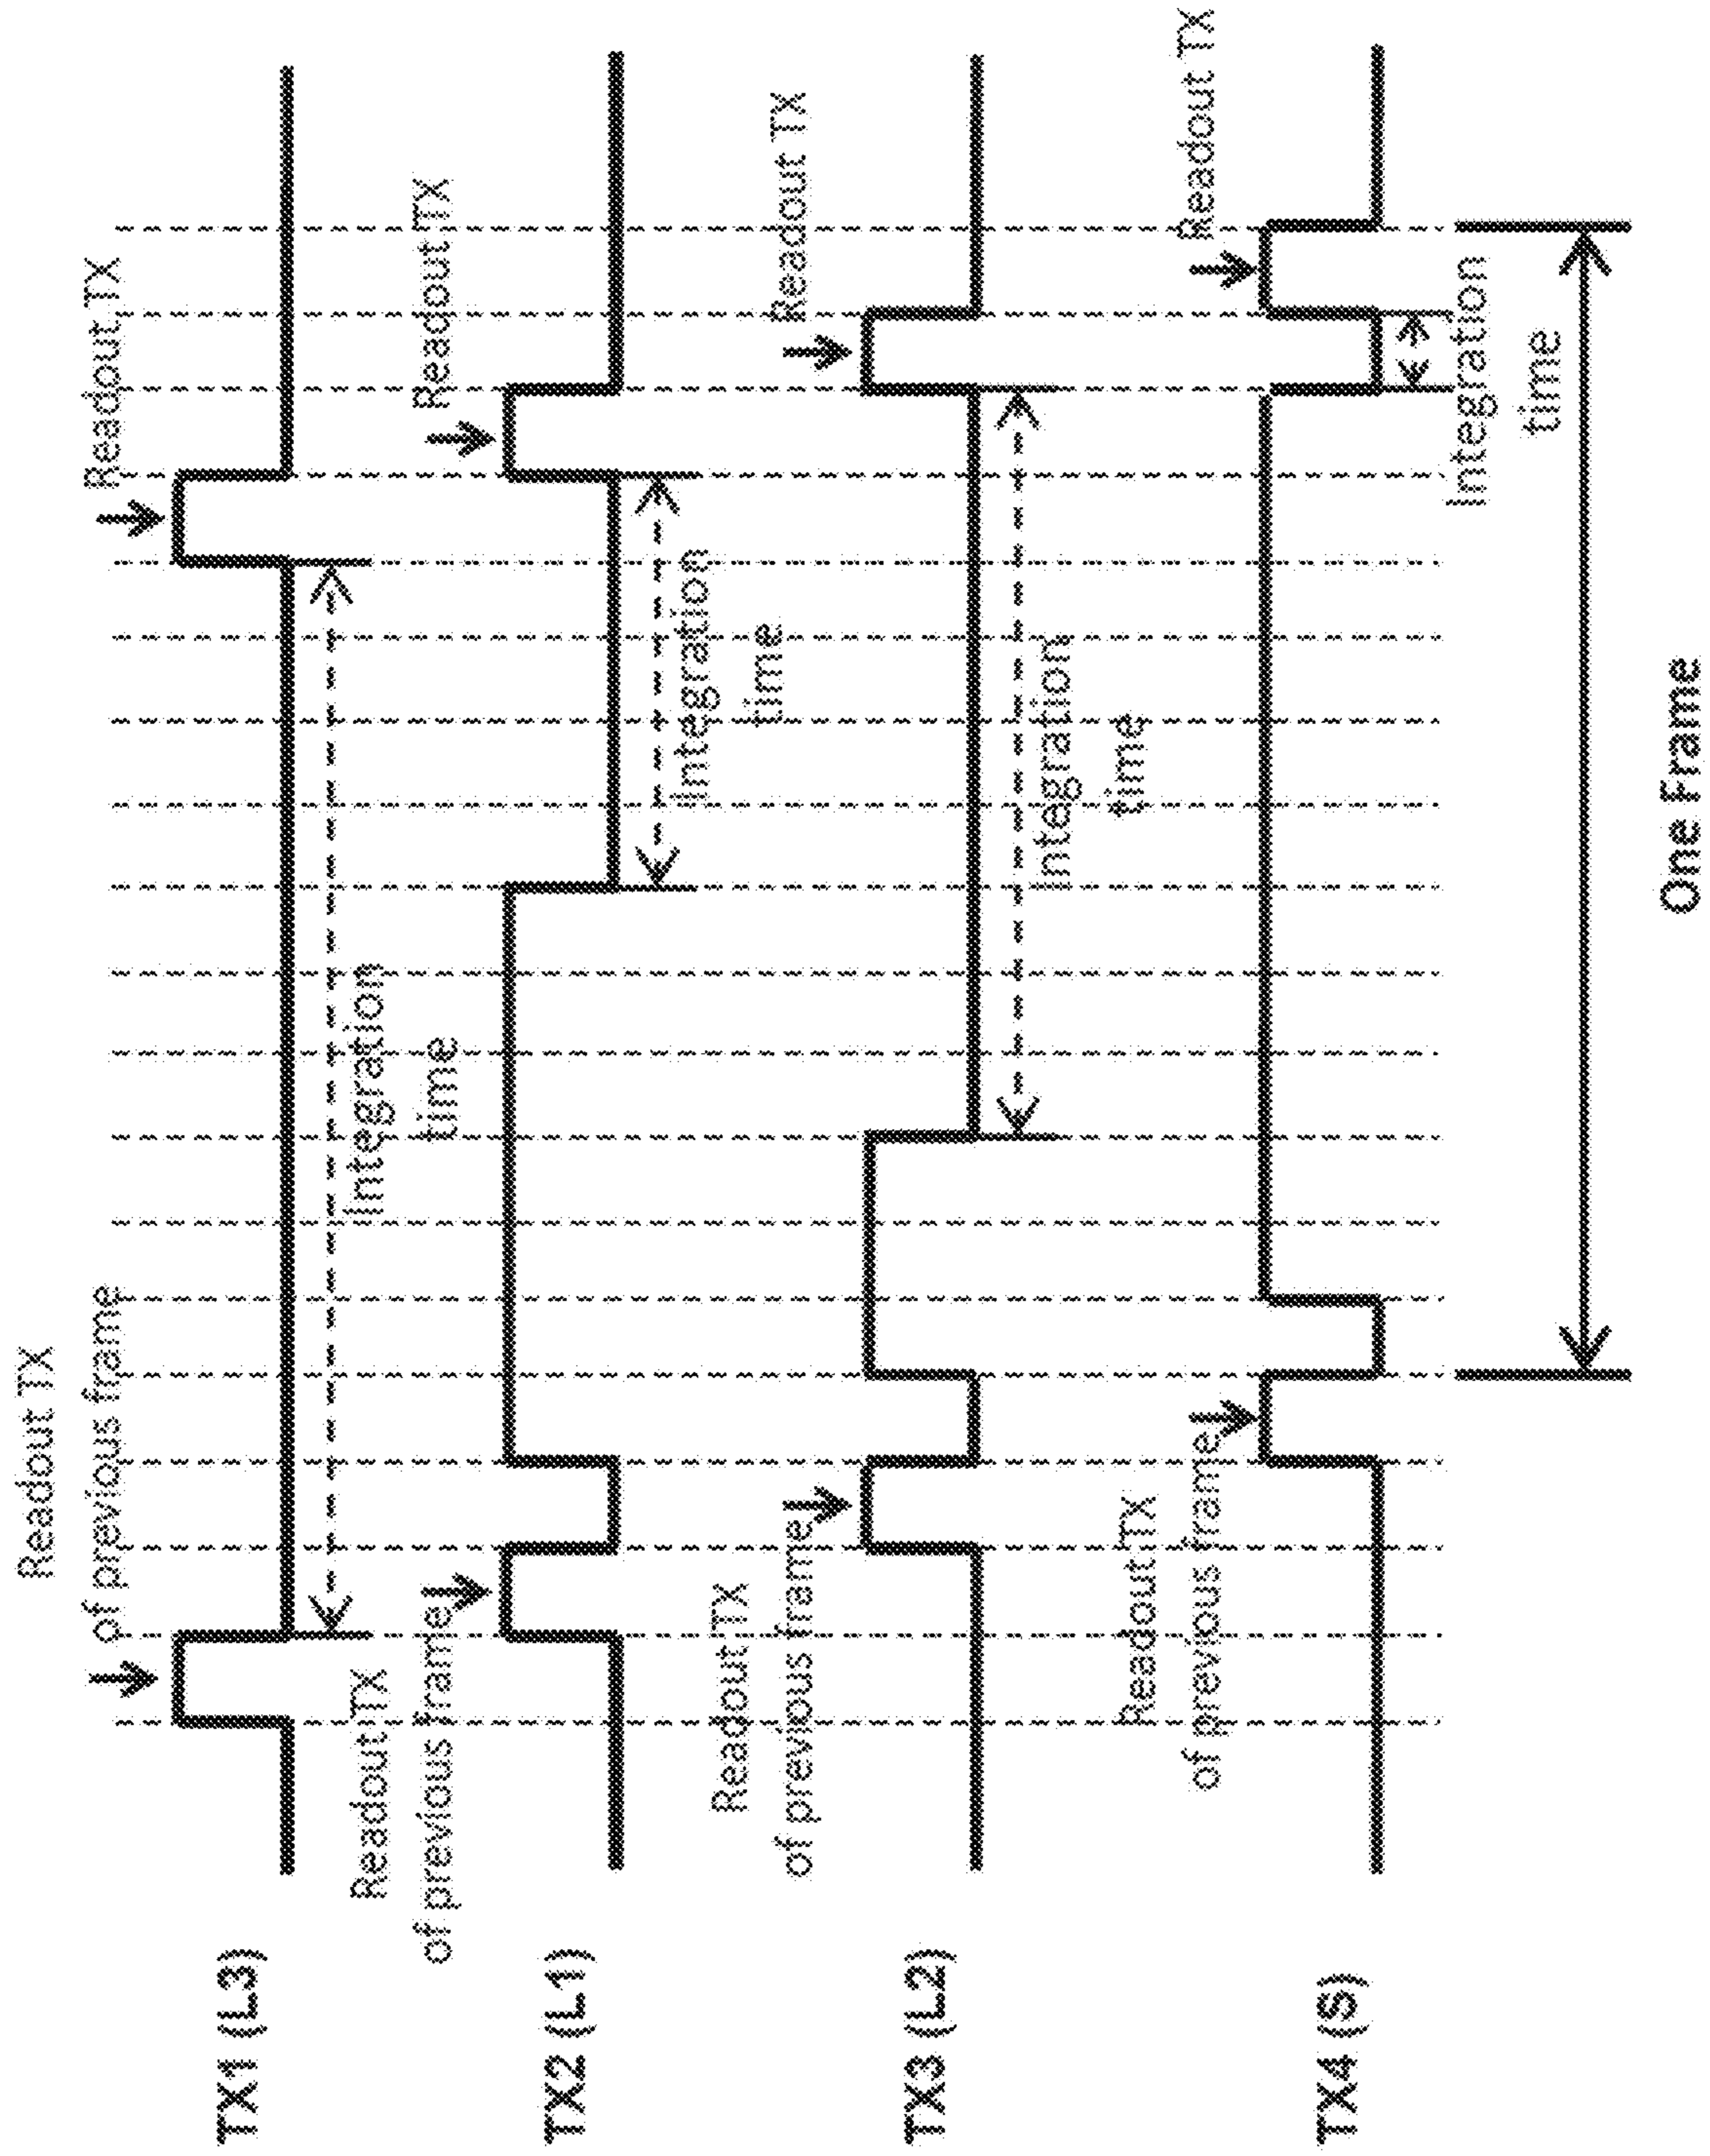 Readout TX
of previous frame
Readout TX
TX1 (L3)
Integration
time
Readout TX
of previous frame
Readout TX
TX2 (L1)
Integration
time
Readout TX
of previous frame
Readout TX
TX3 (L2)
Integration
time
Readout TX
of previous frame
Readout TX
TX4 (S)
Integration
time
One Frame